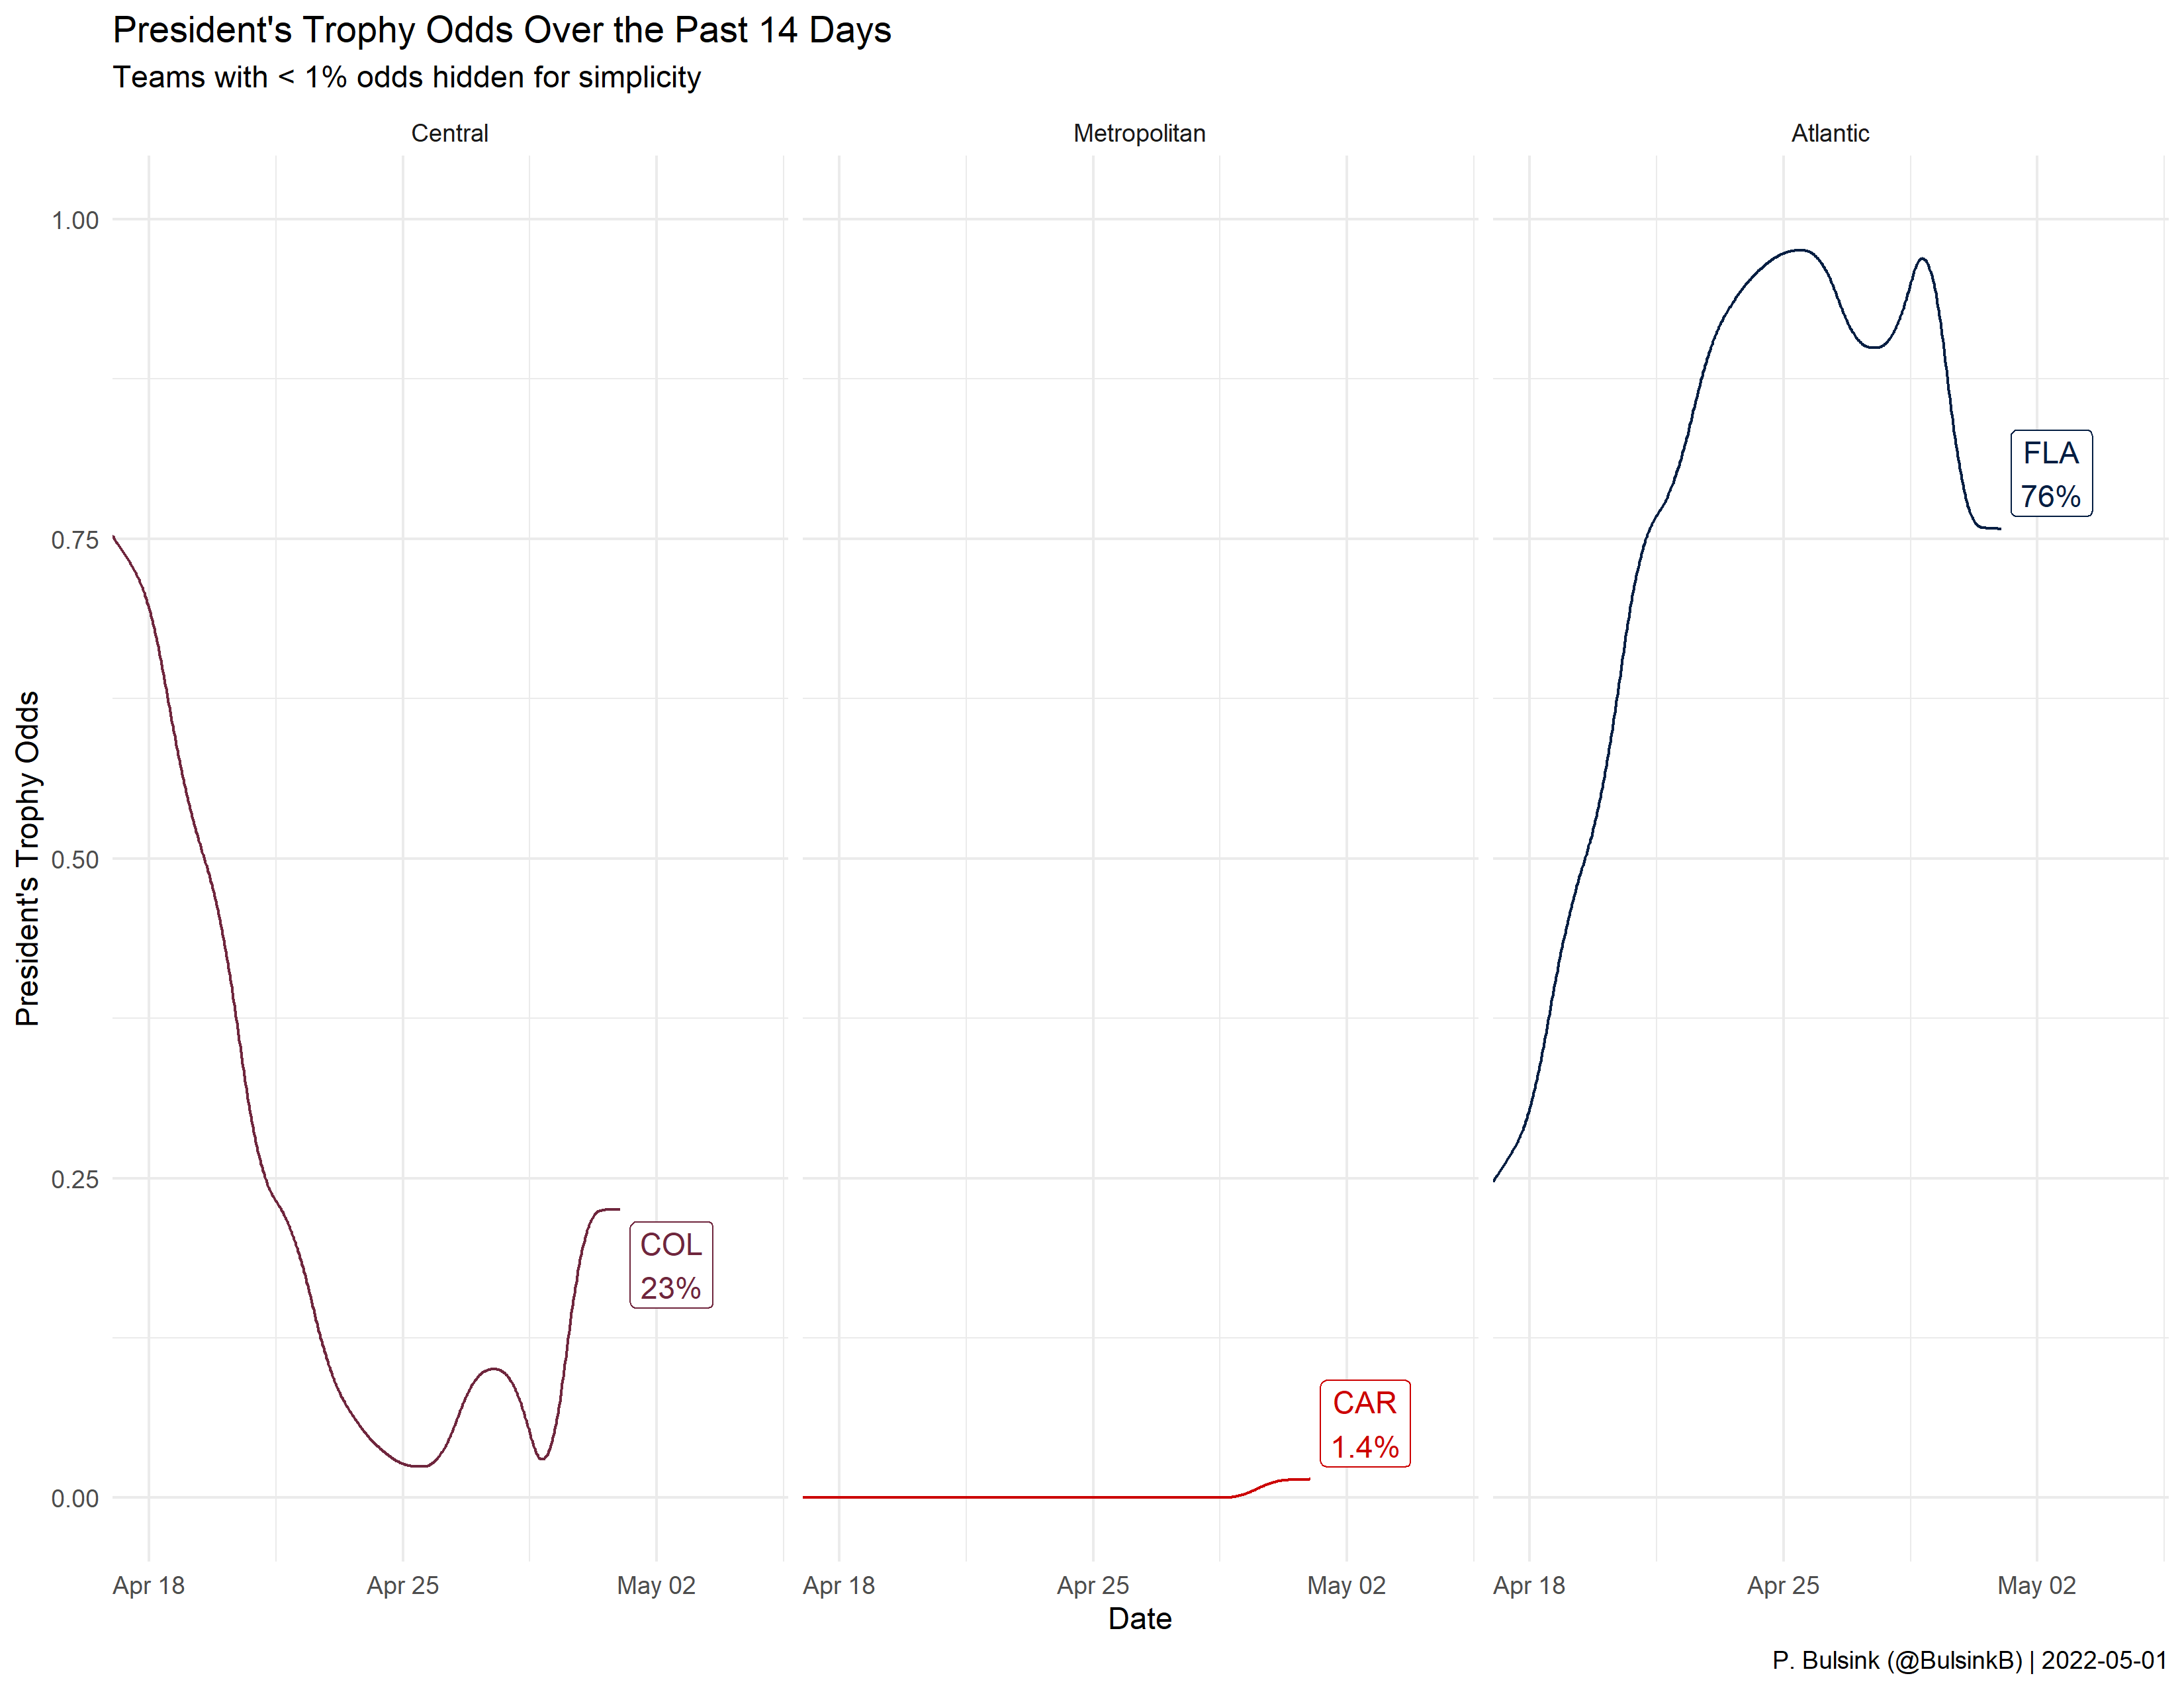 President's Trophy Odds Over the Past 14 Days
Teams with < 1% odds hidden for simplicity
Central
Metropolitan
Atlantic
President's Trophy Odds
1.00
0.75
0.50
0.25
0.00
COL
23%
CAR
1.4%
FLA
76%
Apr 18
Apr 25
May 02
Apr 18
Apr 25
May 02
Apr 18
Apr 25
May 02
Date
P. Bulsink (@BulsinkB) | 2022-05-01